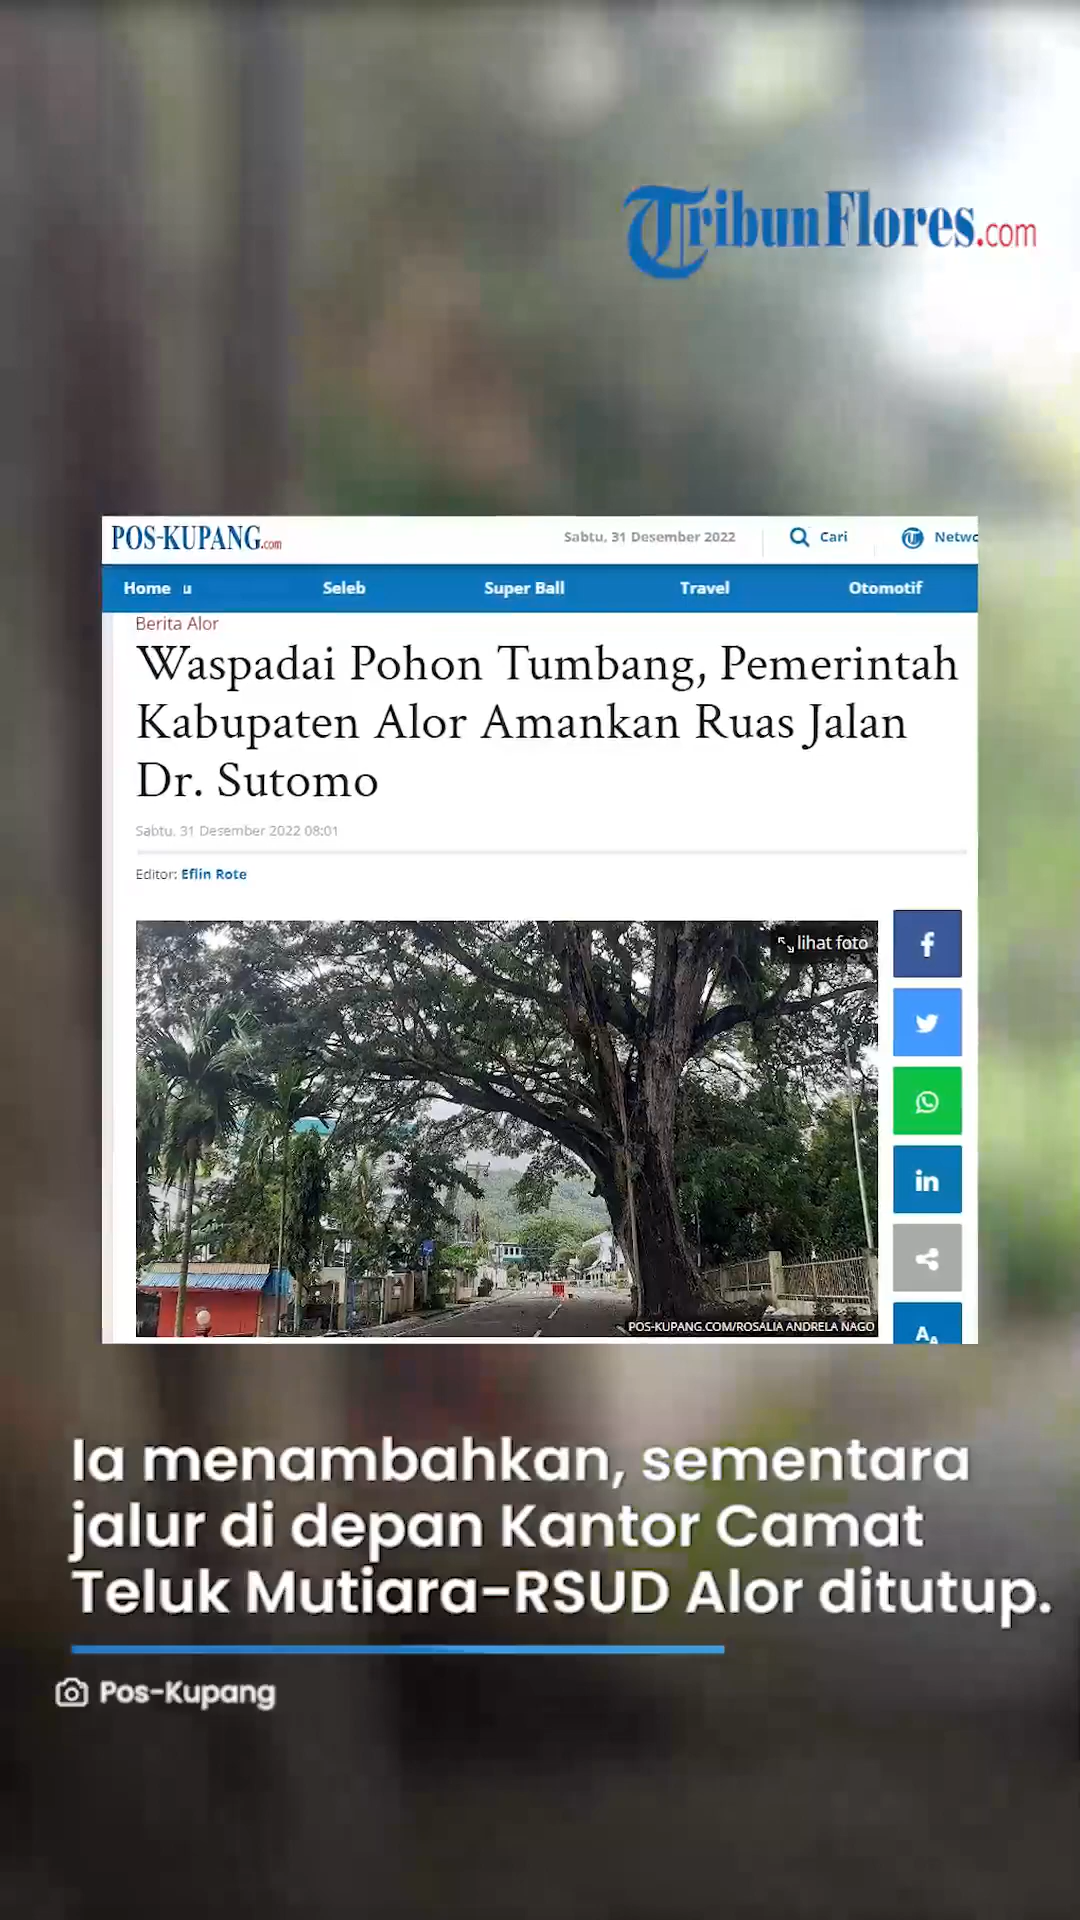 TribunFlores.com
POS-KUPANG.com
Sabtu, 31 Desember 2022
Cari
Netwo
Home u Seleb Super Ball Travel Otomotif
Berita Alor
Waspadai Pohon Tumbang, Pemerintah
Kabupaten Alor Amankan Ruas Jalan
Dr. Sutomo
Sabtu, 31 Desember 2022 08:01
Editor: Eflin Rote
lihat foto
POS-KUPANG.COM/ROSALIA ANDRELA NAGO
AA
Ia menambahkan, sementara
jalur di depan Kantor Camat
Teluk Mutiara-RSUD Alor ditutup.
Pos-Kupang